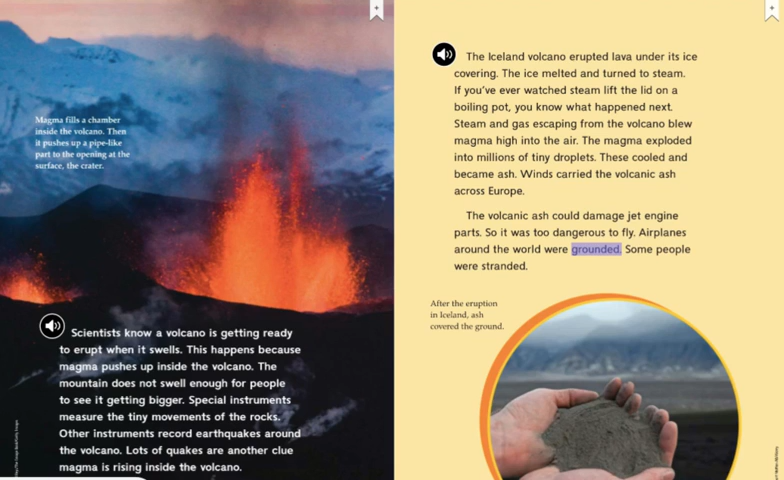 Magma fills a chamber
inside the volcano. Then
it pushes up a pipe-like
part to the opening at the
surface, the crater.
Scientists know a volcano is getting ready
to erupt when it swells. This happens because
magma pushes up inside the volcano. The
mountain does not swell enough for people
to see it getting bigger. Special instruments
measure the tiny movements of the rocks.
Other instruments record earthquakes around
the volcano. Lots of quakes are another clue
magma is rising inside the volcano.
The Iceland volcano erupted lava under its ice
covering. The ice melted and turned to steam.
If you've ever watched steam lift the lid on a
boiling pot, you know what happened next.
Steam and gas escaping from the volcano blew
magma high into the air. The magma exploded
into millions of tiny droplets. These cooled and
became ash. Winds carried the volcanic ash
across Europe.
The volcanic ash could damage jet engine
parts. So it was too dangerous to fly. Airplanes
around the world were grounded. Some people
were stranded.
After the eruption
in Iceland, ash
covered the ground.